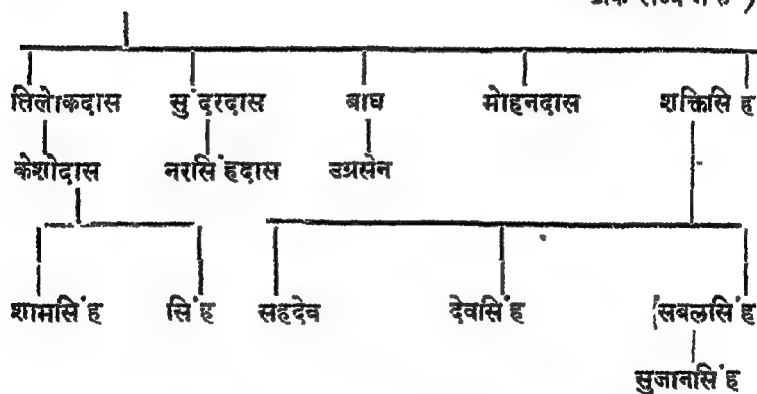 तिलोकदास सुंदरदास बाघ मोहनदास शक्तिसिंह
केशोदास नरसिंहदास उग्रसेन
शामसिंह सिंह सहदेव देवसिंह सबलसिंह
सुजानसिंह